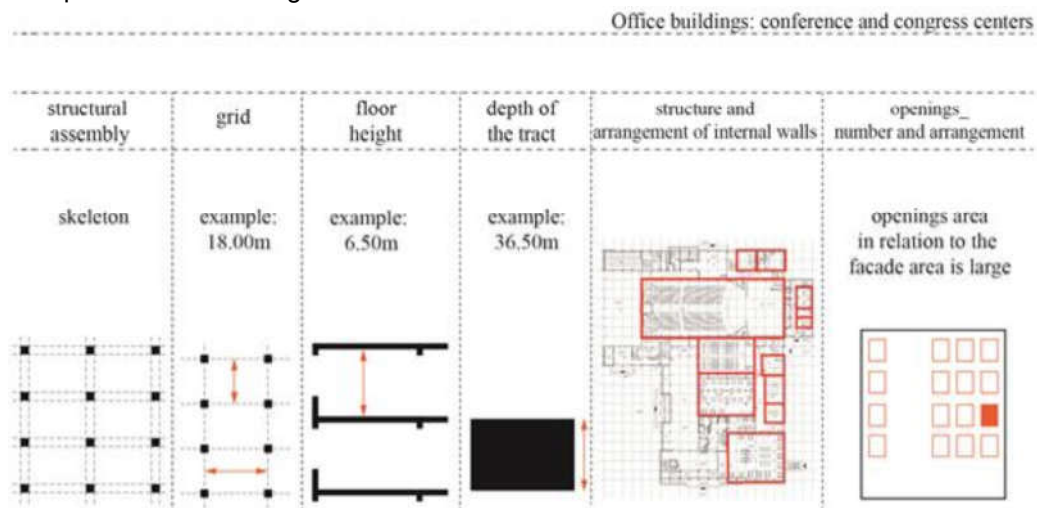 Office buildings: conference and congress centers
structural
assembly
grid
floor
height
depth of
the tract
structure and
arrangement of internal walls
openings_
number and arrangement
skeleton
example:
18.00m
example:
6.50m
example:
36.50m
openings area
in relation to the
facade area is large